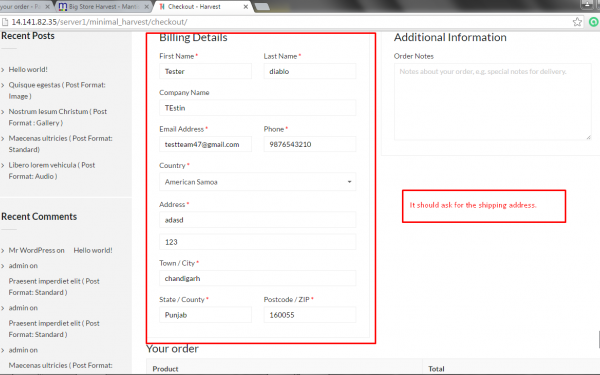 your order - P
Big Store Harvest - Mam
Checkout - Harvest
14.141.82.35/server1/minimal_harvest/checkout/
Recent Posts
Hello world!
Quisque egestas ( Post Format: Image )
Nostrum Iesum Christum ( Post Format : Gallery )
Maecenas ultricies ( Post Format: Standard)
Libero lorem vehicula ( Post Format: Audio )
Recent Comments
Mr WordPress on Hello world!
admin on
Praesent imperdiet elit ( Post Format: Standard )
admin on
Praesent imperdiet elit ( Post Format: Standard )
admin on
Maecenas ultricies ( Post
Billing Details
First Name * Last Name *
Tester diablo
Company Name
TEstin
Email Address * Phone *
testteam47@gmail.com 9876543210
Country *
American Samoa
Address *
adasd
123
Town / City *
chandigarh
State / County * Postcode / ZIP *
Punjab 160055
Additional Information
Order Notes
Notes about your order, e.g. special notes for delivery.
It should ask for the shipping address.
Your order
Product Total